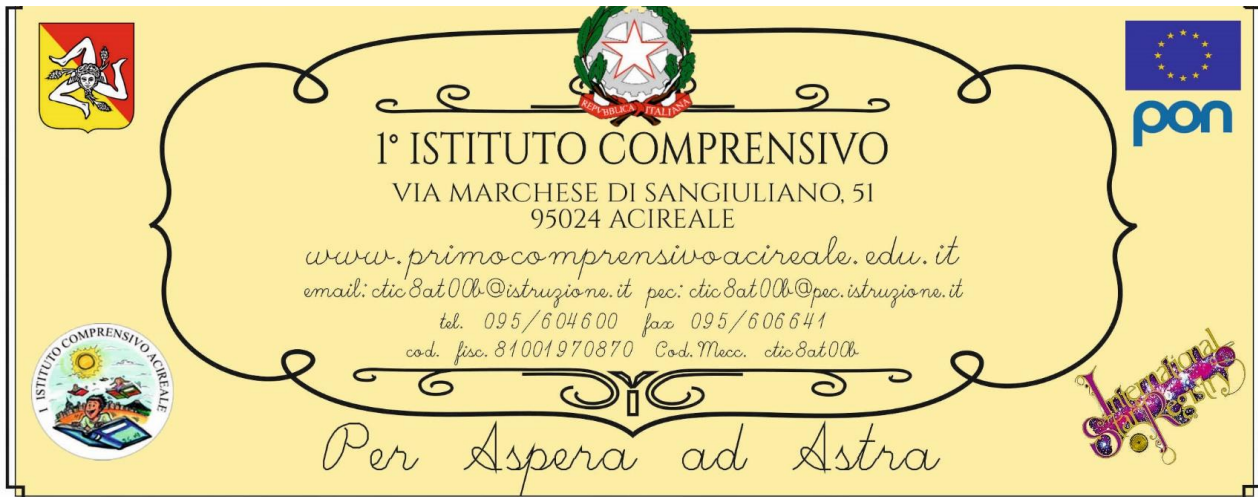 REPVBBLICA ITALIANA
pon
1° ISTITUTO COMPRENSIVO
VIA MARCHESE DI SANGIULIANO, 51
95024 ACIREALE
www.primocomprensivoacireale.edu.it
email: ctic8at00b@istruzione.it pec: ctic8at00b@pec.istruzione.it
tel. 095/604600 fax 095/606641
cod. fisc. 81001970870 Cod.Mecc. ctic8at00b
1 ISTITUTO COMPRENSIVO ACIREALE
International
Star Registry
Per Aspera ad Astra